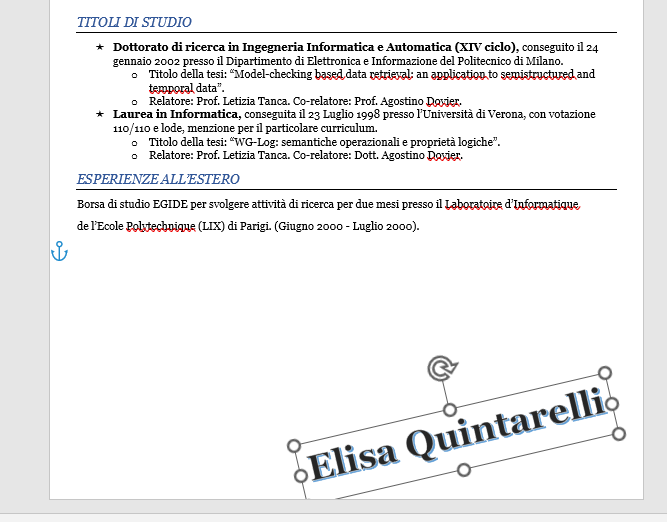 TITOLI DI STUDIO
★ Dottorato di ricerca in Ingegneria Informatica e Automatica (XIV ciclo), conseguito il 24
gennaio 2002 presso il Dipartimento di Elettronica e Informazione del Politecnico di Milano.
o Titolo della tesi: “Model-checking based data retrieval: an application to semistructured and
temporal data”.
o Relatore: Prof. Letizia Tanca. Co-relatore: Prof. Agostino Dovier.
★ Laurea in Informatica, conseguita il 23 Luglio 1998 presso l’Università di Verona, con votazione
110/110 e lode, menzione per il particolare curriculum.
o Titolo della tesi: “WG-Log: semantiche operazionali e proprietà logiche”.
o Relatore: Prof. Letizia Tanca. Co-relatore: Dott. Agostino Dovier.
ESPERIENZE ALL’ESTERO
Borsa di studio EGIDE per svolgere attività di ricerca per due mesi presso il Laboratoire d’Informatique
de l’Ecole Polytechnique (LIX) di Parigi. (Giugno 2000 - Luglio 2000).
Elisa Quintarelli